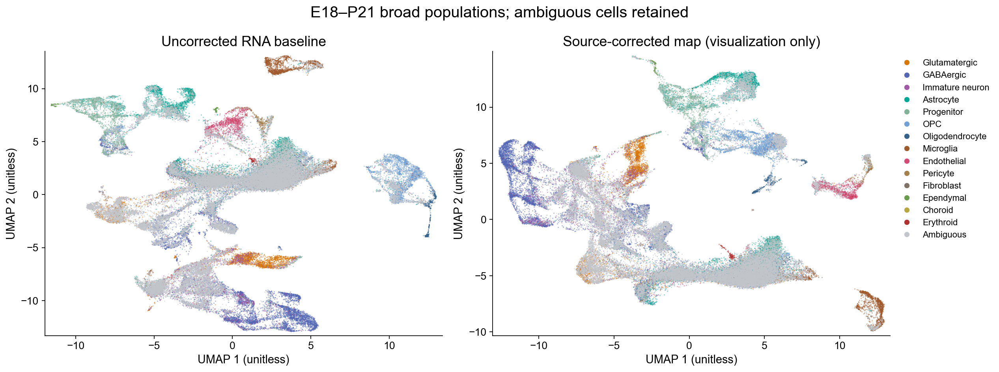 E18–P21 broad populations; ambiguous cells retained
Uncorrected RNA baseline
10
5
0
−5
−10
−10
−5
0
5
10
UMAP 2 (unitless)
UMAP 1 (unitless)
Source-corrected map (visualization only)
10
5
0
−5
−10
−10
−5
0
5
10
UMAP 2 (unitless)
UMAP 1 (unitless)
Glutamatergic
GABAergic
Immature neuron
Astrocyte
Progenitor
OPC
Oligodendrocyte
Microglia
Endothelial
Pericyte
Fibroblast
Ependymal
Choroid
Erythroid
Ambiguous